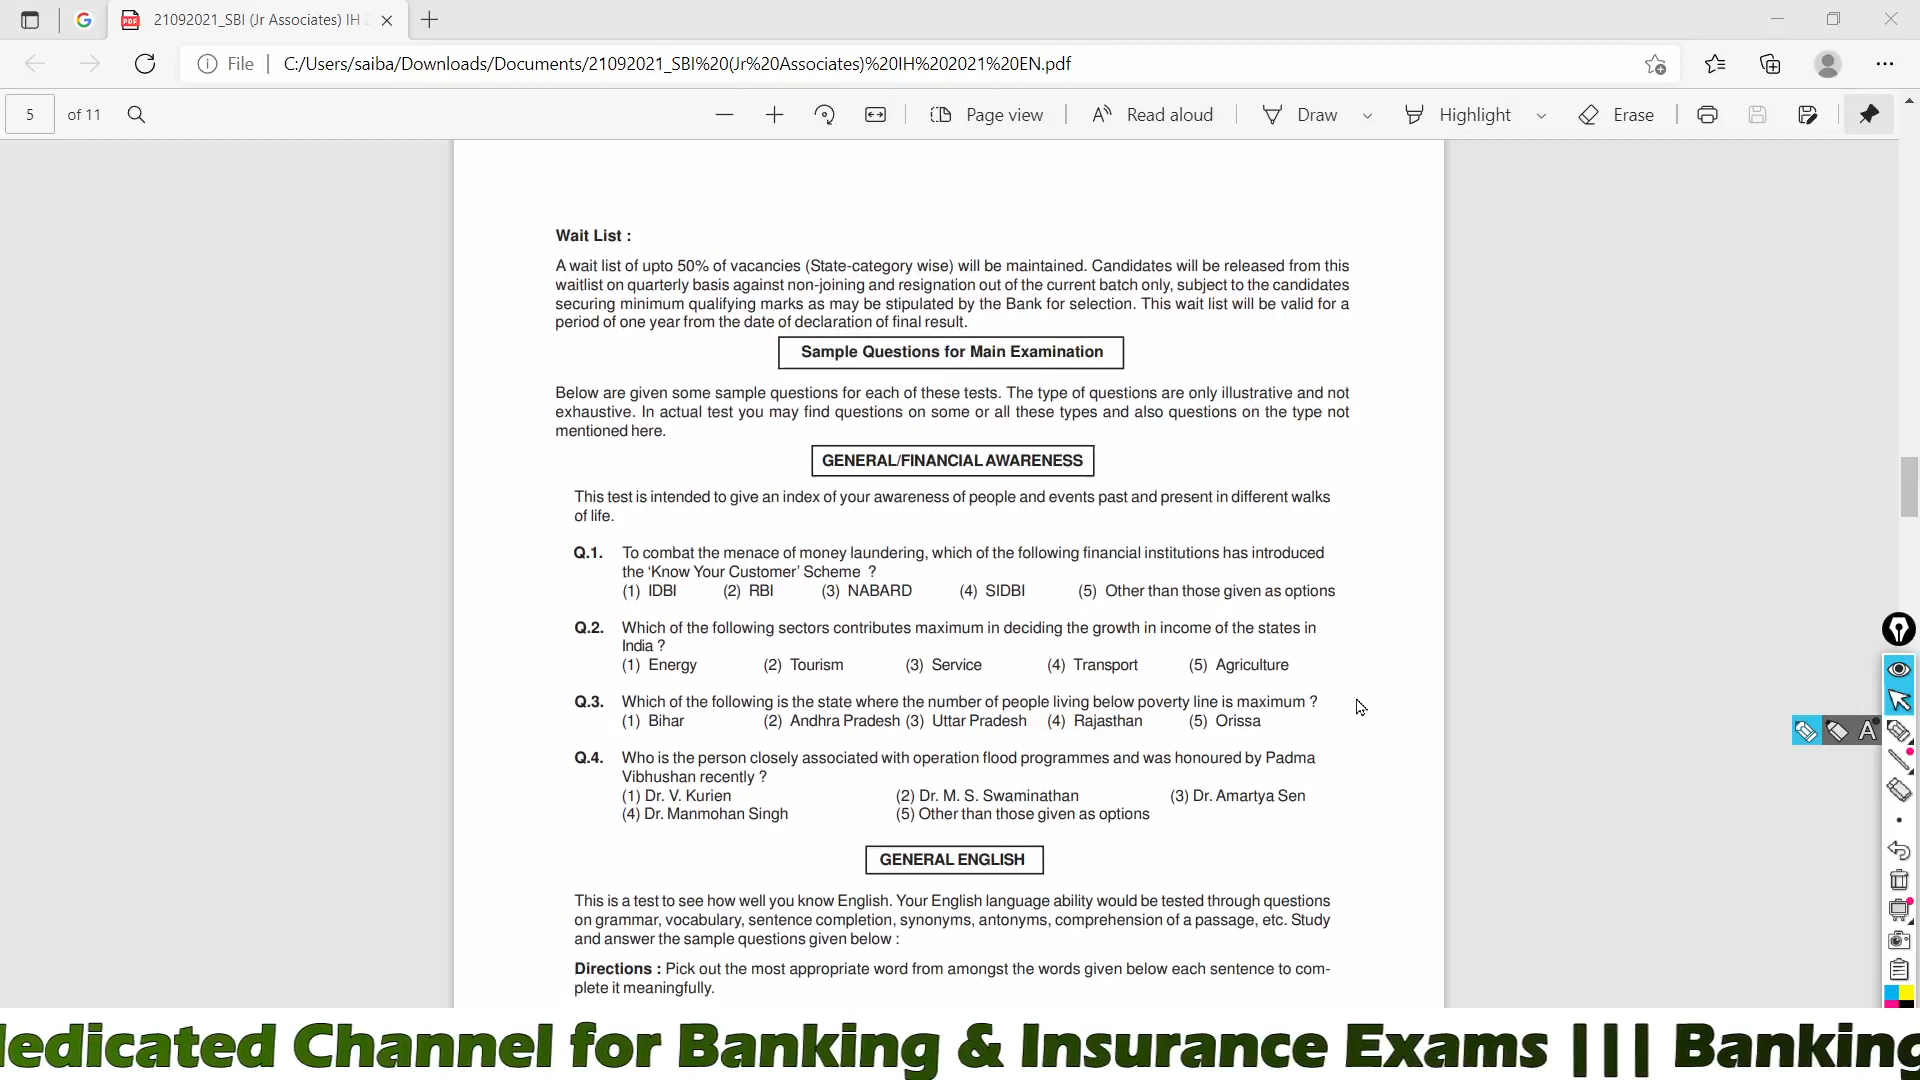 21092021_SBI (Jr Associates) IH
File
C:/Users/saiba/Downloads/Documents/21092021_SBI%20(Jr%20Associates)%20IH%202021%20EN.pdf
5 of 11
Page view
Read aloud
Draw
Highlight
Erase
Wait List :
A wait list of upto 50% of vacancies (State-category wise) will be maintained. Candidates will be released from this
waitlist on quarterly basis against non-joining and resignation out of the current batch only, subject to the candidates
securing minimum qualifying marks as may be stipulated by the Bank for selection. This wait list will be valid for a
period of one year from the date of declaration of final result.
Sample Questions for Main Examination
Below are given some sample questions for each of these tests. The type of questions are only illustrative and not
exhaustive. In actual test you may find questions on some or all these types and also questions on the type not
mentioned here.
GENERAL/FINANCIAL AWARENESS
This test is intended to give an index of your awareness of people and events past and present in different walks
of life.
Q.1. To combat the menace of money laundering, which of the following financial institutions has introduced
the ‘Know Your Customer’ Scheme ?
(1) IDBI (2) RBI (3) NABARD (4) SIDBI (5) Other than those given as options
Q.2. Which of the following sectors contributes maximum in deciding the growth in income of the states in
India ?
(1) Energy (2) Tourism (3) Service (4) Transport (5) Agriculture
Q.3. Which of the following is the state where the number of people living below poverty line is maximum ?
(1) Bihar (2) Andhra Pradesh (3) Uttar Pradesh (4) Rajasthan (5) Orissa
Q.4. Who is the person closely associated with operation flood programmes and was honoured by Padma
Vibhushan recently ?
(1) Dr. V. Kurien (2) Dr. M. S. Swaminathan (3) Dr. Amartya Sen
(4) Dr. Manmohan Singh (5) Other than those given as options
GENERAL ENGLISH
This is a test to see how well you know English. Your English language ability would be tested through questions
on grammar, vocabulary, sentence completion, synonyms, antonyms, comprehension of a passage, etc. Study
and answer the sample questions given below :
Directions : Pick out the most appropriate word from amongst the words given below each sentence to com-
plete it meaningfully.
edicated Channel for Banking & Insurance Exams ||| Banking